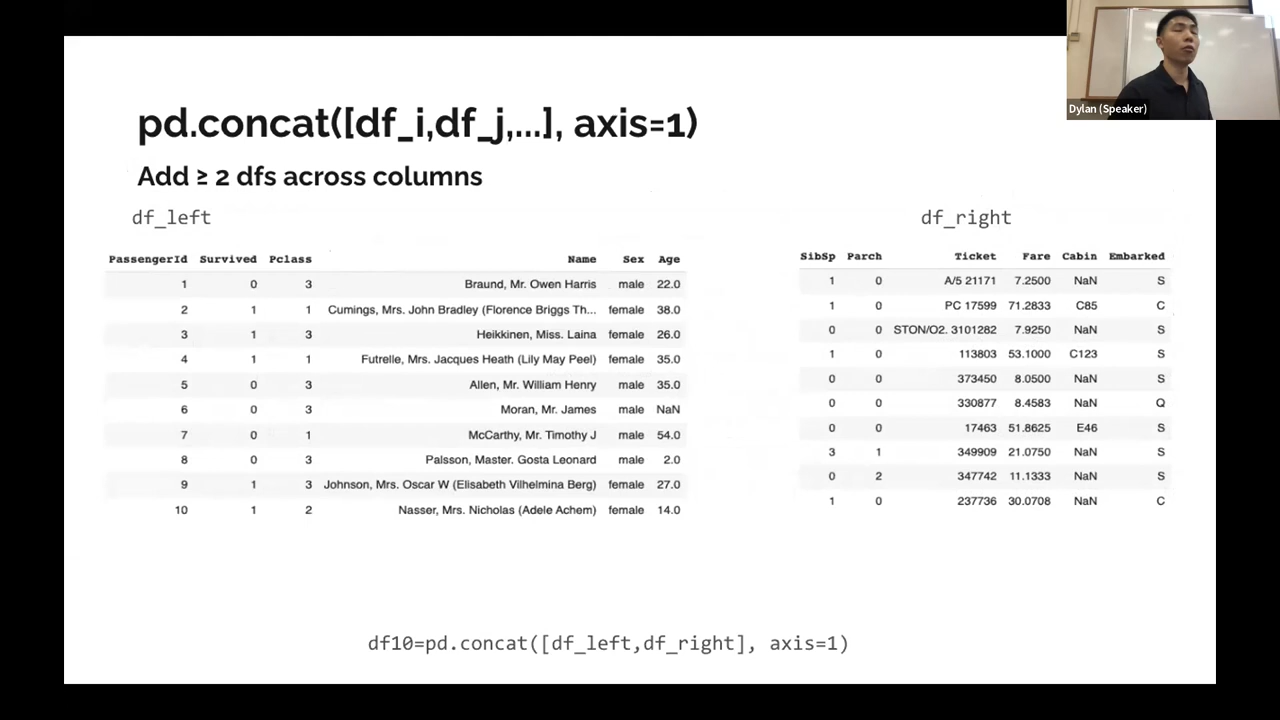 pd.concat([df_i,df_j,...], axis=1)
Dylan (Speaker)
Add ≥ 2 dfs across columns
df_left
PassengerId Survived Pclass Name Sex Age
1 0 3 Braund, Mr. Owen Harris male 22.0
2 1 1 Cumings, Mrs. John Bradley (Florence Briggs Th... female 38.0
3 1 3 Heikkinen, Miss. Laina female 26.0
4 1 1 Futrelle, Mrs. Jacques Heath (Lily May Peel) female 35.0
5 0 3 Allen, Mr. William Henry male 35.0
6 0 3 Moran, Mr. James male NaN
7 0 1 McCarthy, Mr. Timothy J male 54.0
8 0 3 Palsson, Master. Gosta Leonard male 2.0
9 1 3 Johnson, Mrs. Oscar W (Elisabeth Vilhelmina Berg) female 27.0
10 1 2 Nasser, Mrs. Nicholas (Adele Achem) female 14.0
df_right
SibSp Parch Ticket Fare Cabin Embarked
1 0 A/5 21171 7.2500 NaN S
1 0 PC 17599 71.2833 C85 C
0 0 STON/O2. 3101282 7.9250 NaN S
1 0 113803 53.1000 C123 S
0 0 373450 8.0500 NaN S
0 0 330877 8.4583 NaN Q
0 0 17463 51.8625 E46 S
3 1 349909 21.0750 NaN S
0 2 347742 11.1333 NaN S
1 0 237736 30.0708 NaN C
df10=pd.concat([df_left,df_right], axis=1)